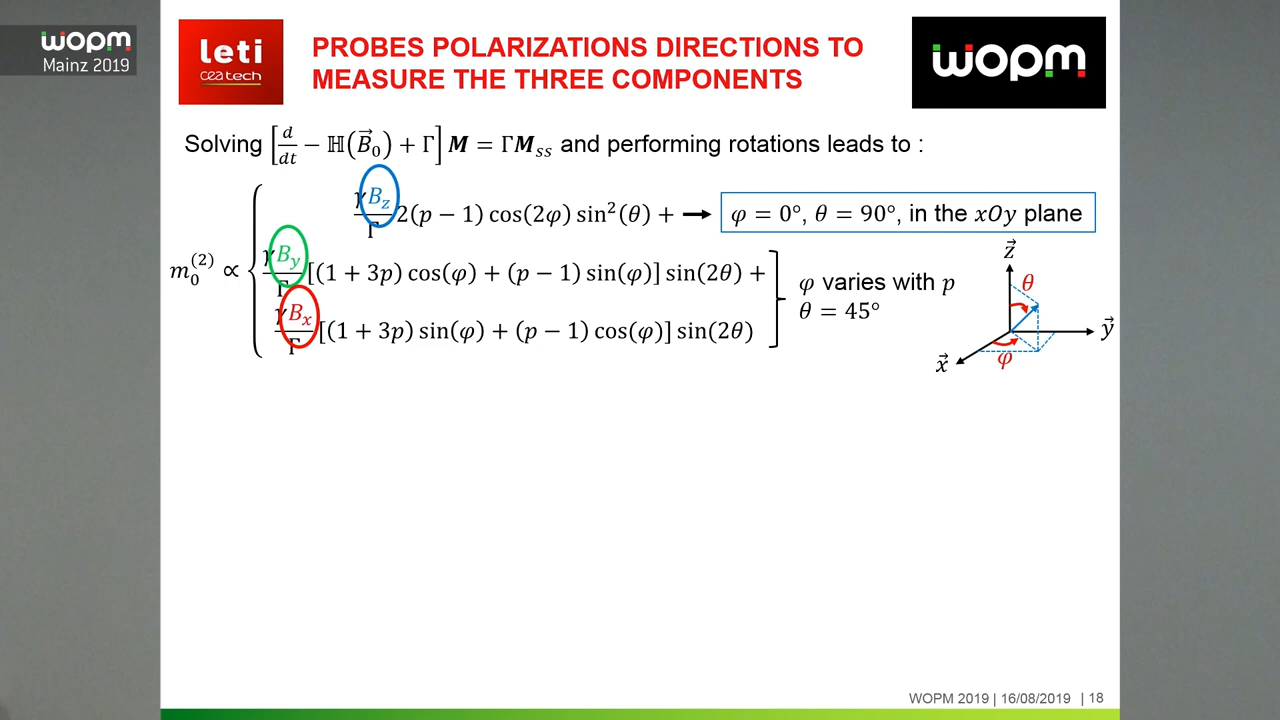 wopm
Mainz 2019
leti
ceatech
PROBES POLARIZATIONS DIRECTIONS TO
MEASURE THE THREE COMPONENTS
wopm
Solving [d/dt − ℍ(B⃗₀) + Γ] M = ΓMₛₛ and performing rotations leads to :
m₀⁽²⁾ ∝ {
γB_z/Γ 2(p − 1) cos(2φ) sin²(θ) + → φ = 0°, θ = 90°, in the xOy plane
γB_y/Γ [(1 + 3p) cos(φ) + (p − 1) sin(φ)] sin(2θ) +
γB_x/Γ [(1 + 3p) sin(φ) + (p − 1) cos(φ)] sin(2θ)
φ varies with p
θ = 45°
z⃗
θ
y⃗
x⃗
φ
WOPM 2019 | 16/08/2019 | 18